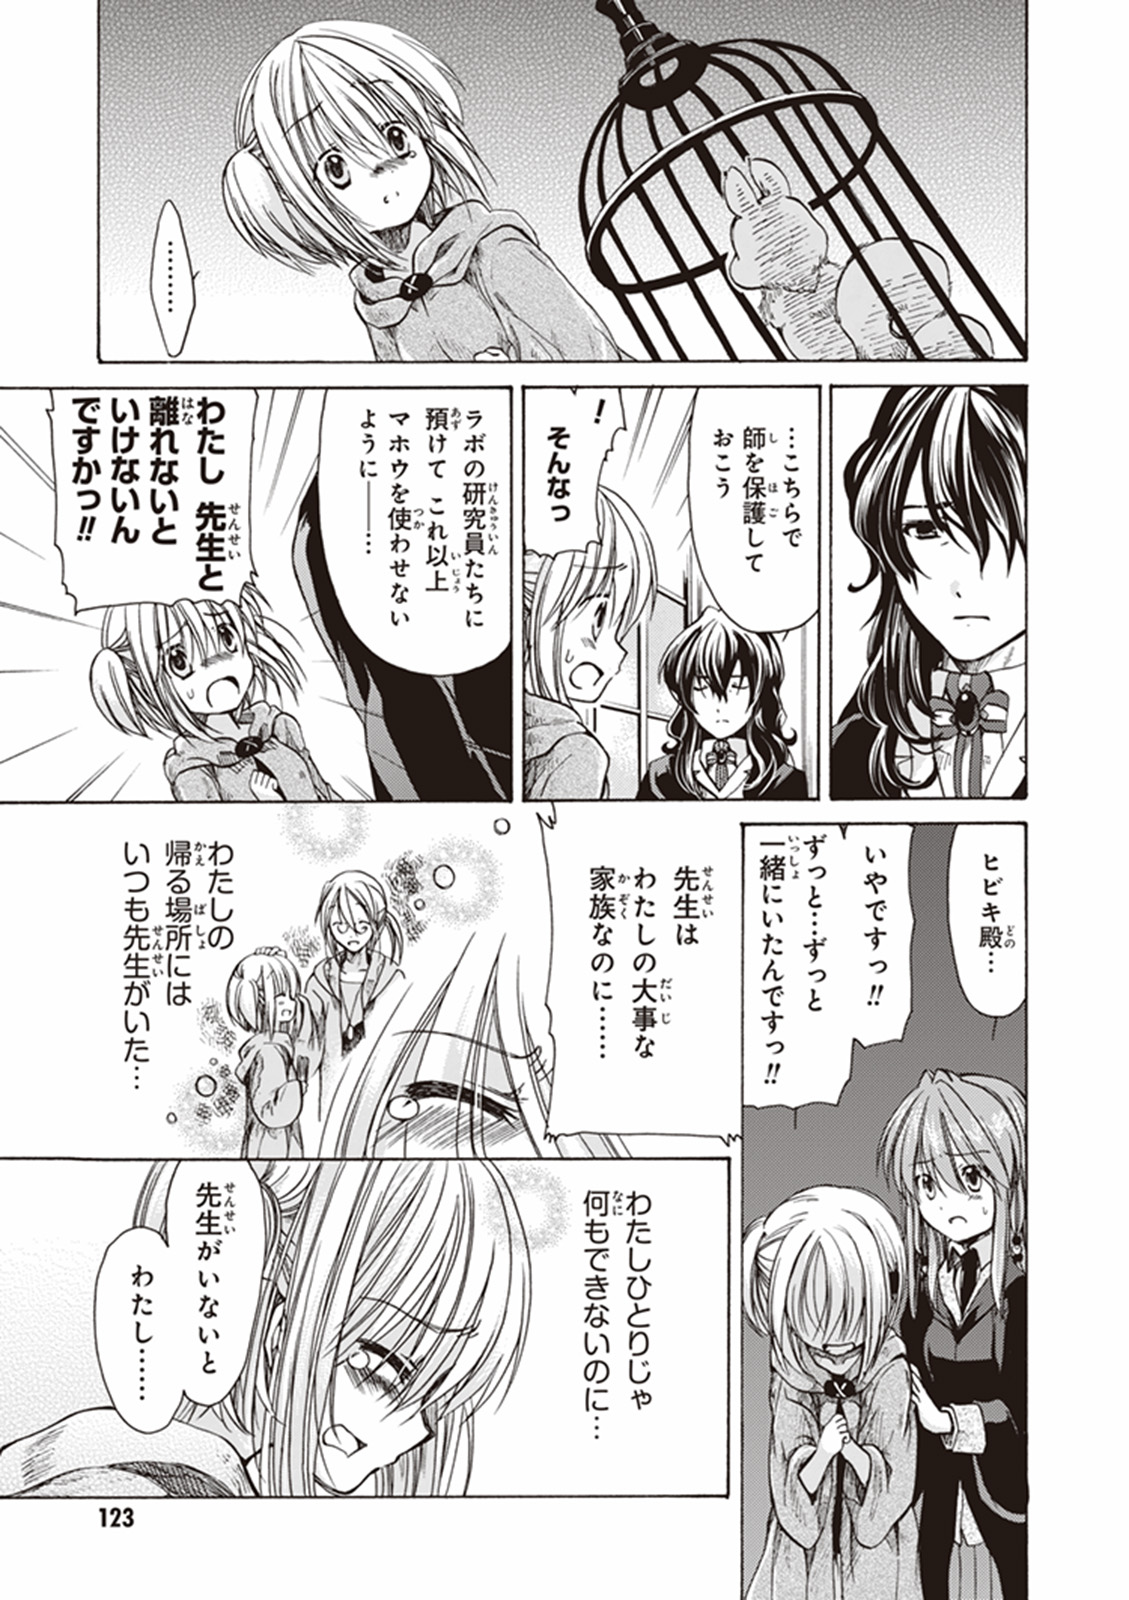 ………
…こちらで
師を保護して
おこう
！
そんなっ
ラボの研究員たちに
預けて これ以上
マホウを使わせない
ように――……
わたし 先生と
離れないと
いけないいん
ですかっ!!
ヒビキ殿…
いやですっ!!
ずっと…ずっと
一緒にいたんですっ!!
先生は
わたしの大事な
家族なのに……
わたしの
帰る場所には
いつも先生がいた…
わたしひとりじゃ
何もできないのに…
先生がいないと
わたし……
123